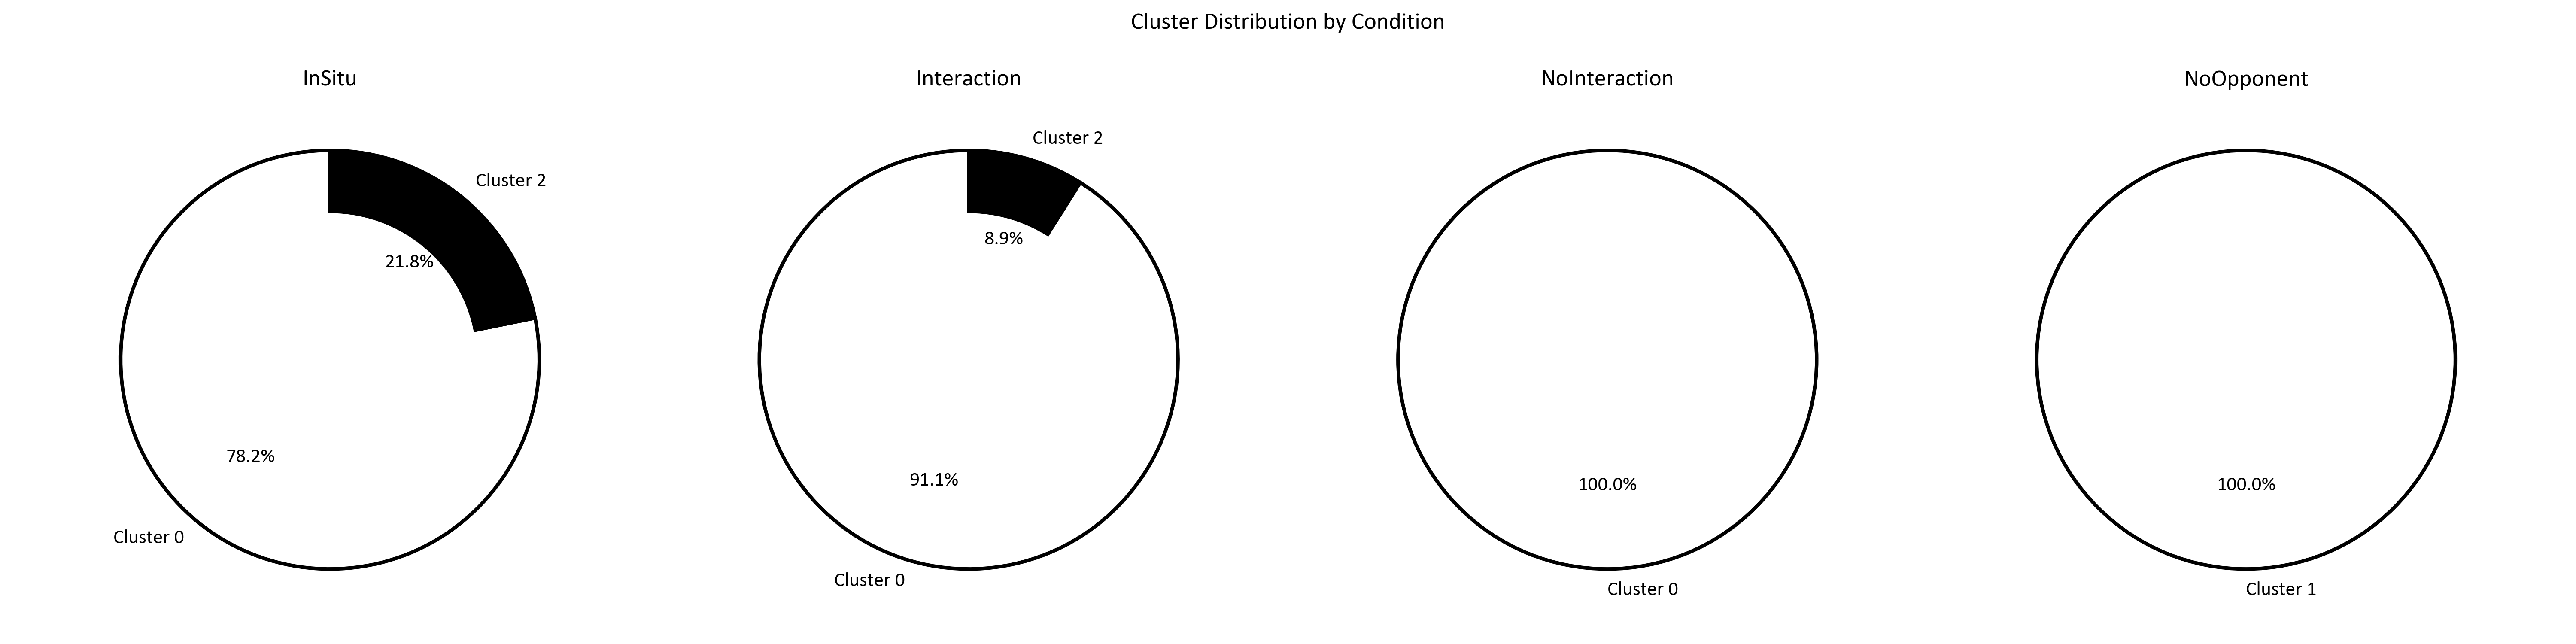 Cluster Distribution by Condition
InSitu
Cluster 2
21.8%
78.2%
Cluster 0
Interaction
Cluster 2
8.9%
91.1%
Cluster 0
NoInteraction
100.0%
Cluster 0
NoOpponent
100.0%
Cluster 1